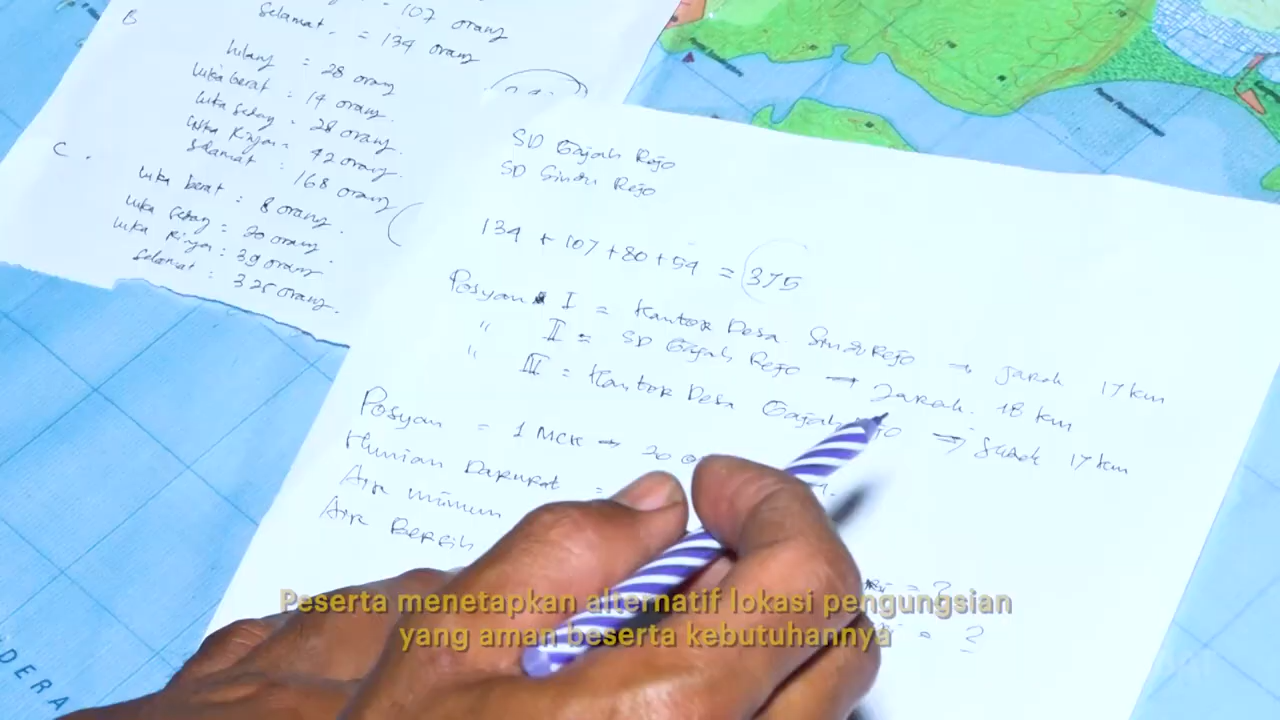 = 107 orang
Selamat = 134 orang
B
hilang = 28 orang
luka berat : 14 orang.
luka sedang = 28 orang.
luka Ringan = 42 orang.
Selamat : 168 orang
C.
luka berat : 8 orang.
luka sedang = 20 orang.
luka Ringan : 39 orang
Selamat : 325 orang.
SD Gajah Rejo
SD Sindu Rejo
134 + 107 + 80 + 54 = 375
Posyan I = Kantor Desa SinduRejo → jarak 17 km
" II = SD Gajah Rejo → Jarak. 18 km
" III = Kantor Desa → Jarak 17 km
Posyan = 1 MCK → 20
Hunian Darurat =
Air minum
Air Bersih
= ?
= ?
Peserta menetapkan alternatif lokasi pengungsian
yang aman beserta kebutuhannya
DERA